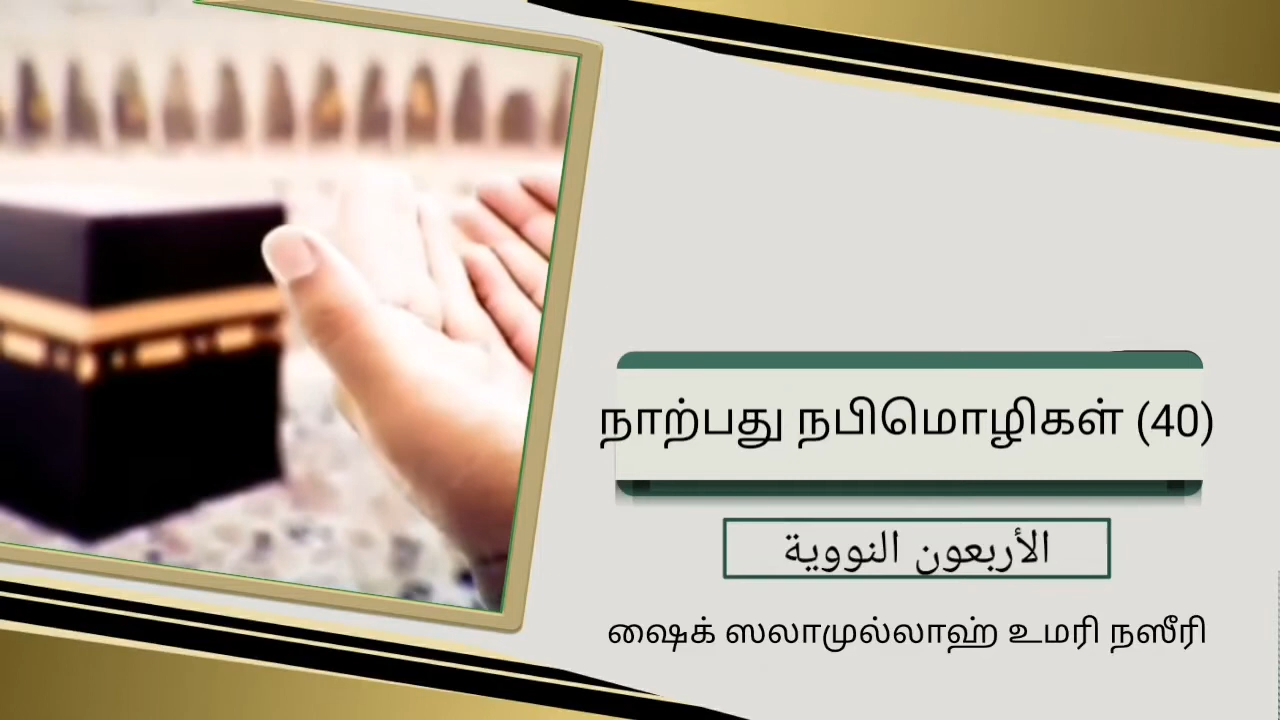 நாற்பது நபிமொழிகள் (40)
الأربعون النووية
ஷைக் ஸலாமுல்லாஹ் உமரி நஸீரி